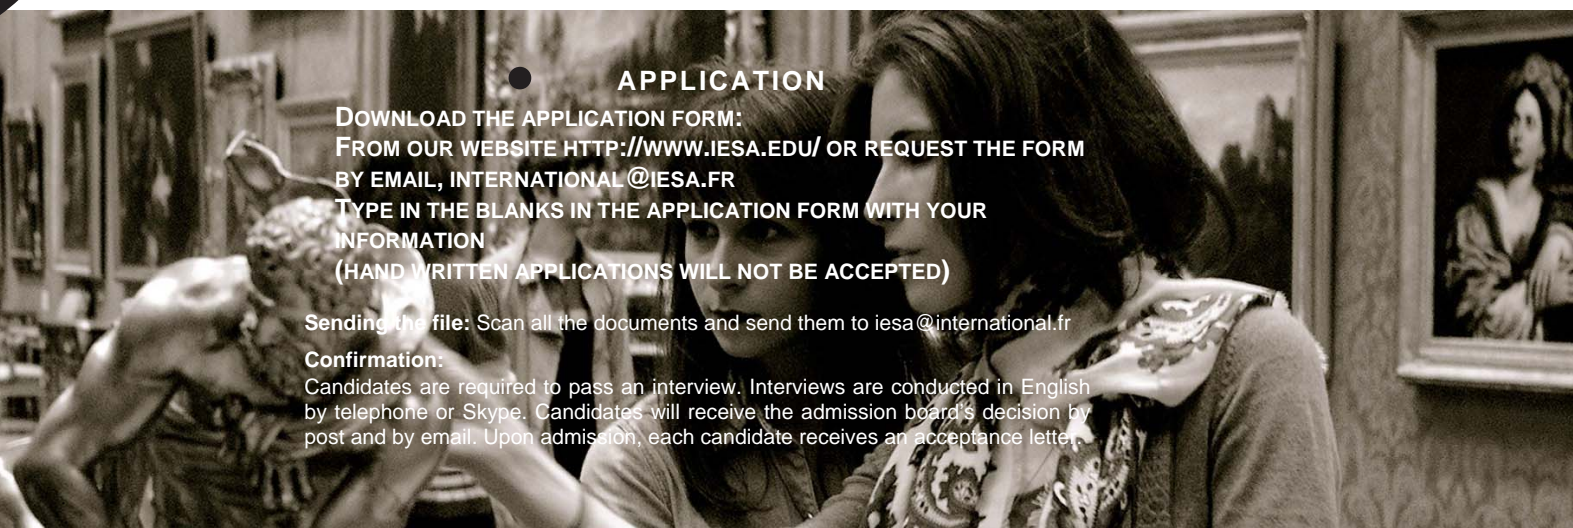 APPLICATION
DOWNLOAD THE APPLICATION FORM:
FROM OUR WEBSITE HTTP://WWW.IESA.EDU/ OR REQUEST THE FORM
BY EMAIL, INTERNATIONAL@IESA.FR
TYPE IN THE BLANKS IN THE APPLICATION FORM WITH YOUR
INFORMATION
(HAND WRITTEN APPLICATIONS WILL NOT BE ACCEPTED)
Sending the file: Scan all the documents and send them to iesa@international.fr
Confirmation:
Candidates are required to pass an interview. Interviews are conducted in English
by telephone or Skype. Candidates will receive the admission board's decision by
post and by email. Upon admission, each candidate receives an acceptance letter.